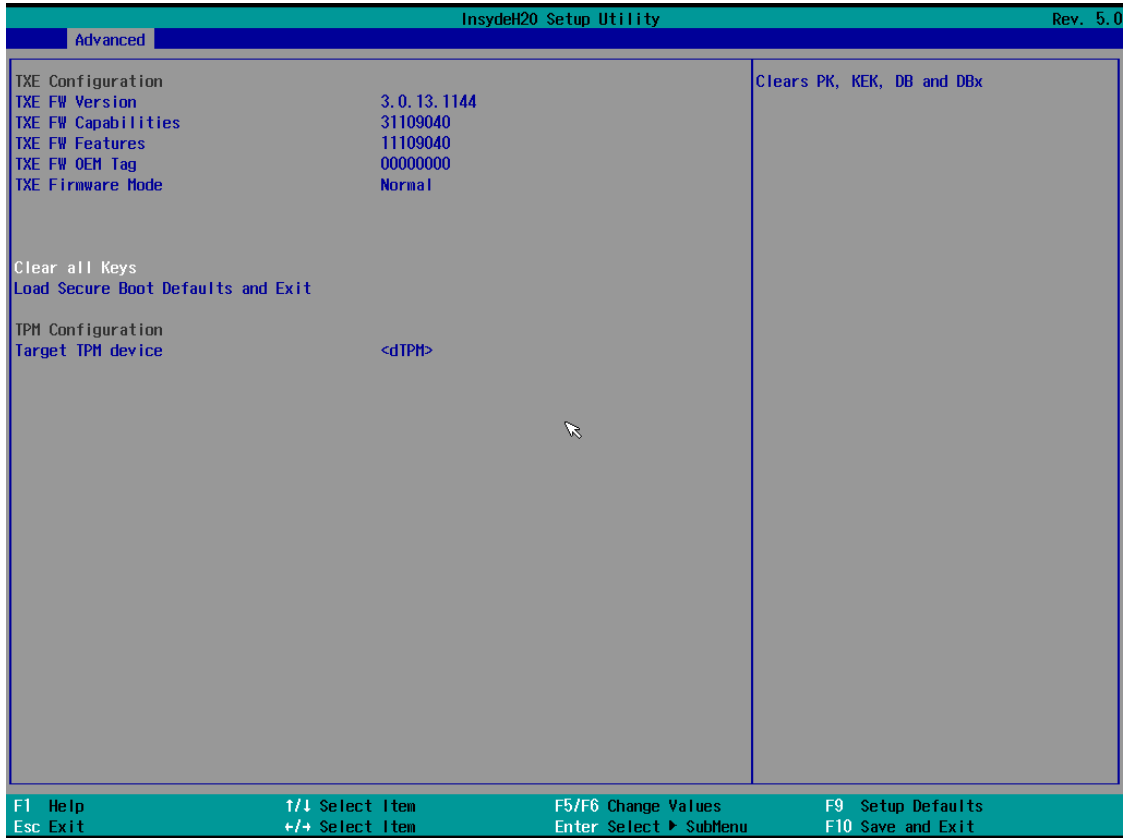 InsydeH2O Setup Utility Rev. 5.0
Advanced
TXE Configuration
TXE FW Version 3.0.13.1144
TXE FW Capabilities 31109040
TXE FW Features 11109040
TXE FW OEM Tag 00000000
TXE Firmware Mode Normal
Clear all Keys
Load Secure Boot Defaults and Exit
TPM Configuration
Target TPM device <dTPM>
Clears PK, KEK, DB and DBx
F1 Help ↑/↓ Select Item F5/F6 Change Values F9 Setup Defaults
Esc Exit ←/→ Select Item Enter Select ▶ SubMenu F10 Save and Exit